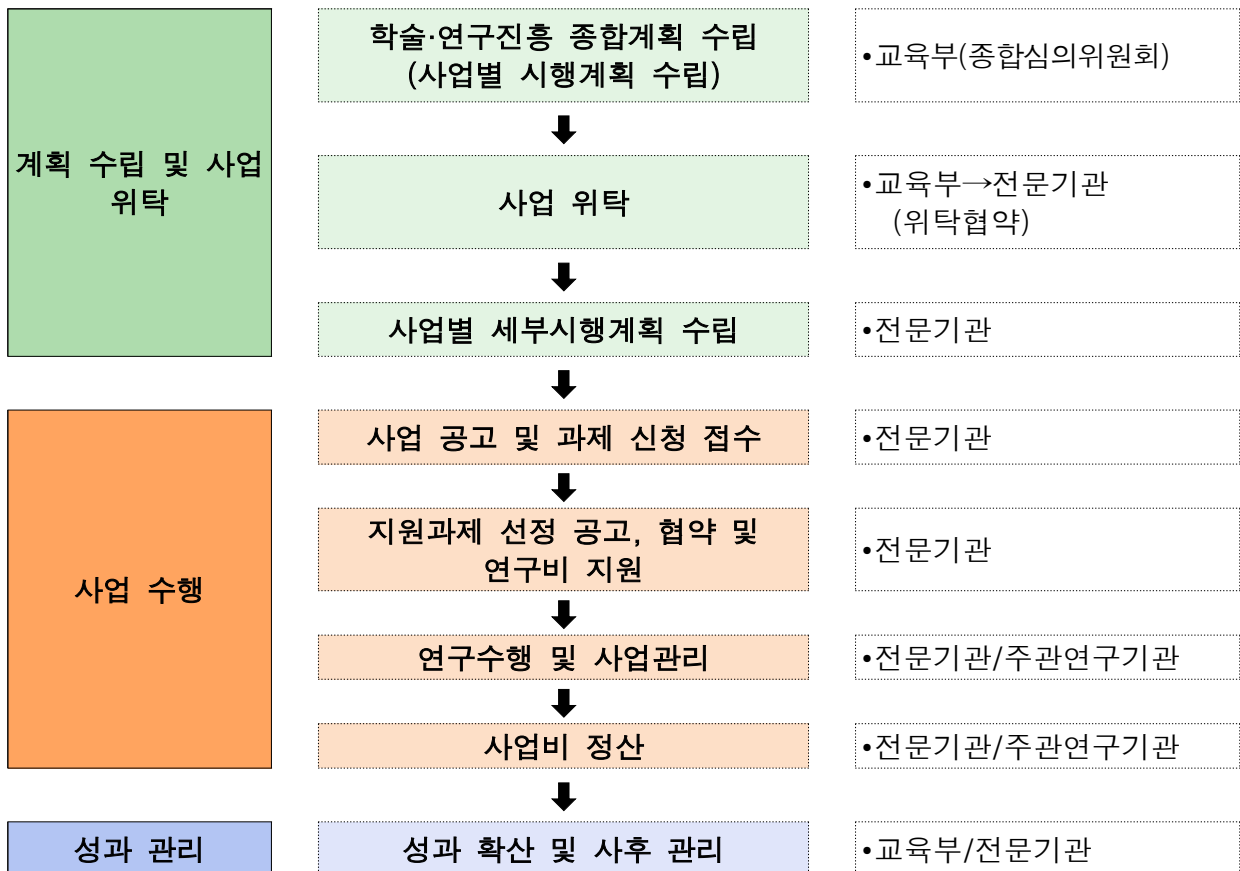 학술·연구진흥 종합계획 수립
(사업별 시행계획 수립)
•교육부(종합심의위원회)
계획 수립 및 사업
위탁
사업 위탁
•교육부→전문기관
(위탁협약)
사업별 세부시행계획 수립
•전문기관
사업 수행
사업 공고 및 과제 신청 접수
•전문기관
지원과제 선정 공고, 협약 및
연구비 지원
•전문기관
연구수행 및 사업관리
•전문기관/주관연구기관
사업비 정산
•전문기관/주관연구기관
성과 관리
성과 확산 및 사후 관리
•교육부/전문기관